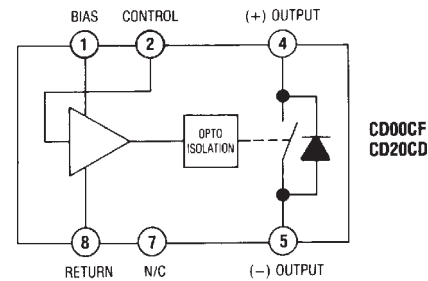 BIAS CONTROL (+) OUTPUT
1 2 4
OPTO
ISOLATION
CD00CF
CD20CD
8 7 5
RETURN N/C (−) OUTPUT